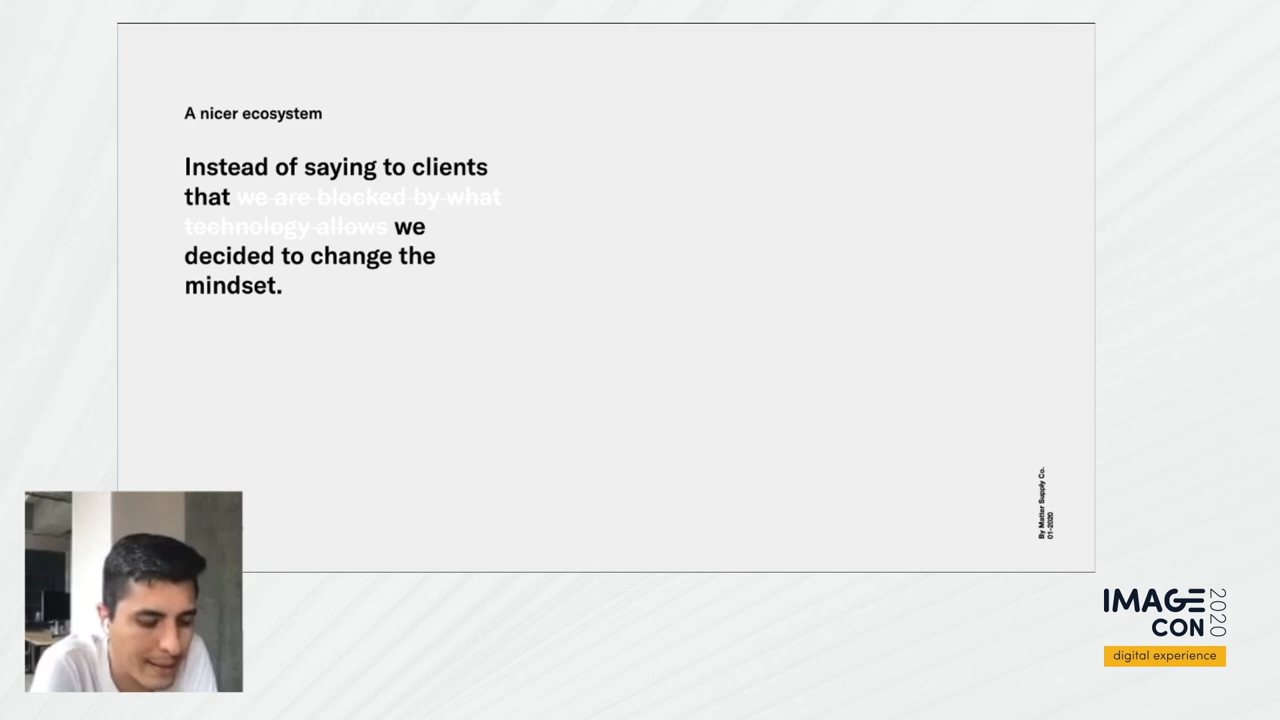 A nicer ecosystem
Instead of saying to clients
that we are blocked by what
technology allows we
decided to change the
mindset.
By Matter Supply Co.
01-2020
IMAGE
CON
2020
digital experience